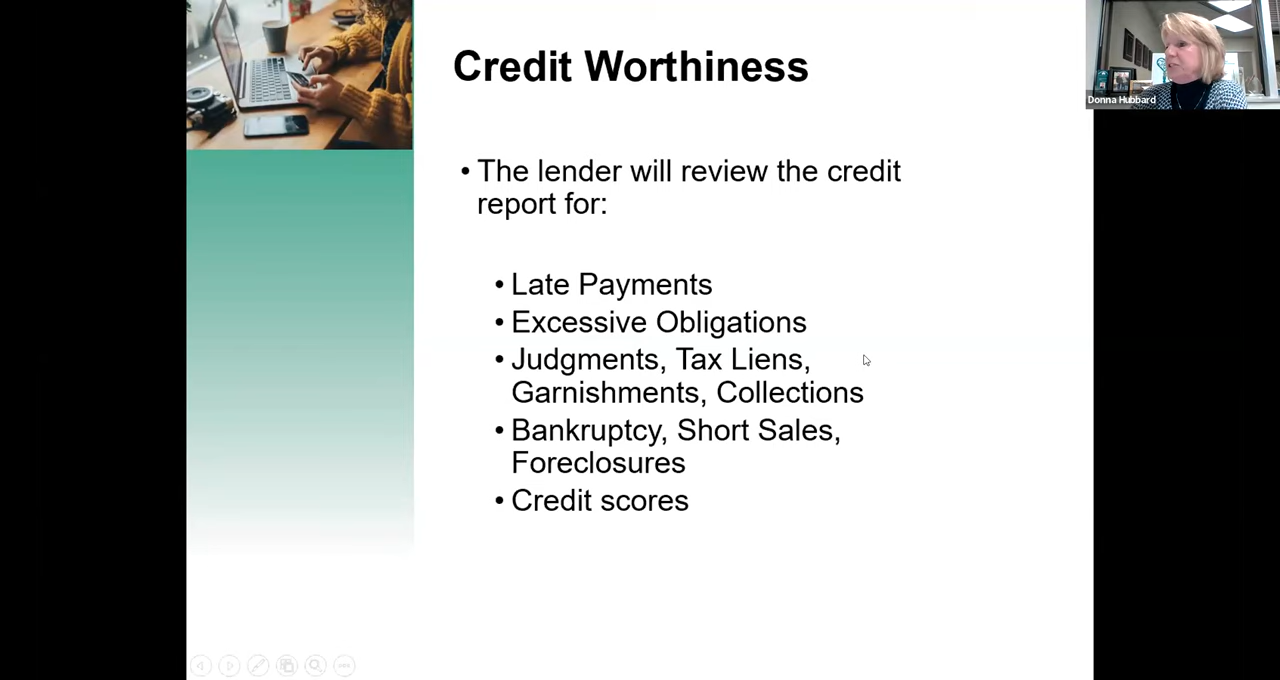 Credit Worthiness
Donna Hubbard
• The lender will review the credit
report for:
• Late Payments
• Excessive Obligations
• Judgments, Tax Liens,
Garnishments, Collections
• Bankruptcy, Short Sales,
Foreclosures
• Credit scores